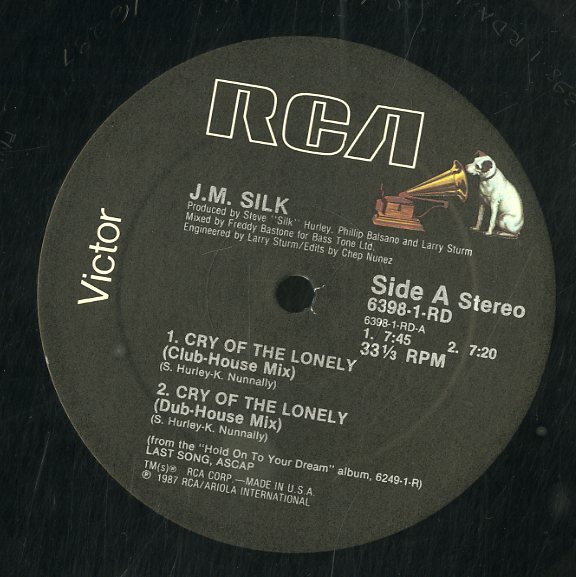 RCA
Victor
J.M. SILK
Produced by Steve "Silk" Hurley, Phillip Balsano and Larry Sturm
Mixed by Freddy Bastone for Bass Tone Ltd.
Engineered by Larry Sturm/Edits by Chep Nunez
Side A Stereo
6398-1-RD
6398-1-RD-A
1. 7:45 2. 7:20
33⅓ RPM
1. CRY OF THE LONELY
(Club-House Mix)
(S. Hurley-K. Nunnally)
2. CRY OF THE LONELY
(Dub-House Mix)
(S. Hurley-K. Nunnally)
(from the "Hold On To Your Dream" album, 6249-1-R)
LAST SONG, ASCAP
TM(s)® RCA CORP —MADE IN U.S.A.
℗ 1987 RCA/ARIOLA INTERNATIONAL